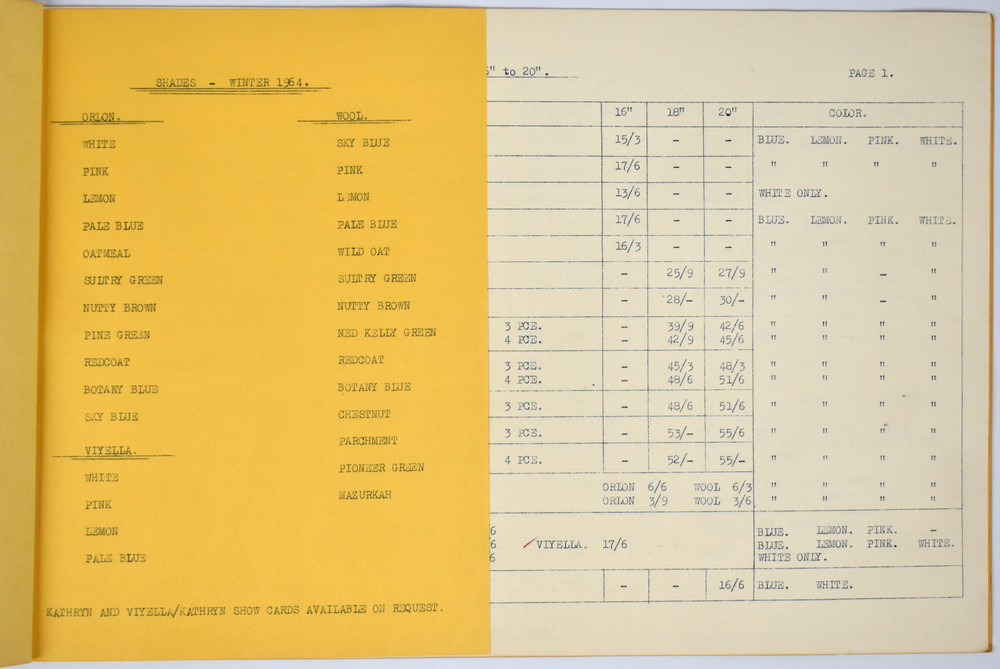 SHADES - WINTER 1964.
ORLON. WOOL.
WHITE SKY BLUE
PINK PINK
LEMON LEMON
PALE BLUE PALE BLUE
OATMEAL WILD OAT
SULTRY GREEN SULTRY GREEN
NUTTY BROWN NUTTY BROWN
PINE GREEN NED KELLY GREEN
REDCOAT REDCOAT
BOTANY BLUE BOTANY BLUE
SKY BLUE CHESTNUT
PARCHMENT
VIYELLA. PIONEER GREEN
WHITE MAZURKAH
PINK
LEMON
PALE BLUE
KATHRYN AND VIYELLA/KATHRYN SHOW CARDS AVAILABLE ON REQUEST.
" to 20". PAGE 1.
16" 18" 20" COLOR.
15/3 - - BLUE. LEMON. PINK. WHITE.
17/6 - - " " " "
13/6 - - WHITE ONLY.
17/6 - - BLUE. LEMON. PINK. WHITE.
16/3 - - " " " "
- 25/9 27/9 " " - "
- 28/- 30/- " " - "
3 PCE. - 39/9 42/6 " " " "
4 PCE. - 42/9 45/6 " " " "
3 PCE. - 45/3 48/3 " " " "
4 PCE. - 48/6 51/6 " " " "
3 PCE. - 48/6 51/6 " " " "
3 PCE. - 53/- 55/6 " " " "
4 PCE. - 52/- 55/- " " " "
ORLON 6/6 WOOL 6/3 " " " "
ORLON 3/9 WOOL 3/6 " " " "
6 BLUE. LEMON. PINK. -
6 VIYELLA. 17/6 BLUE. LEMON. PINK. WHITE.
6 WHITE ONLY.
- - 16/6 BLUE. WHITE.